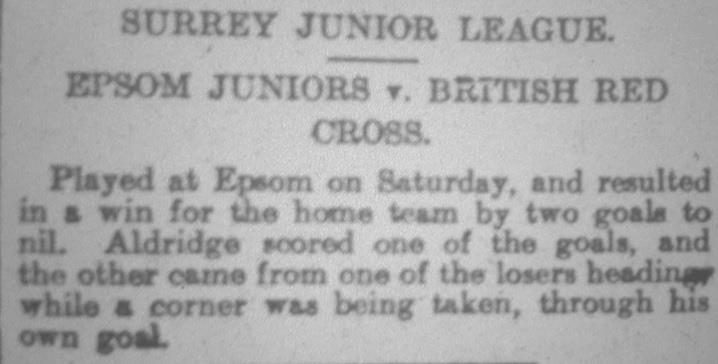 SURREY JUNIOR LEAGUE.
EPSOM JUNIORS v. BRITISH RED
CROSS.
Played at Epsom on Saturday, and resulted
in a win for the home team by two goals to
nil. Aldridge scored one of the goals, and
the other came from one of the losers heading
while a corner was being taken, through his
own goal.